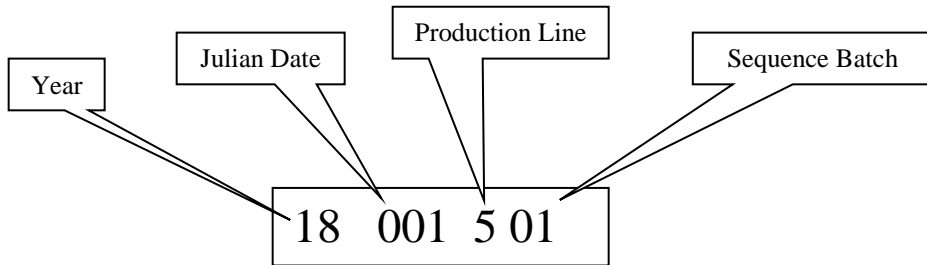 Production Line
Julian Date
Sequence Batch
Year
18 001 5 01